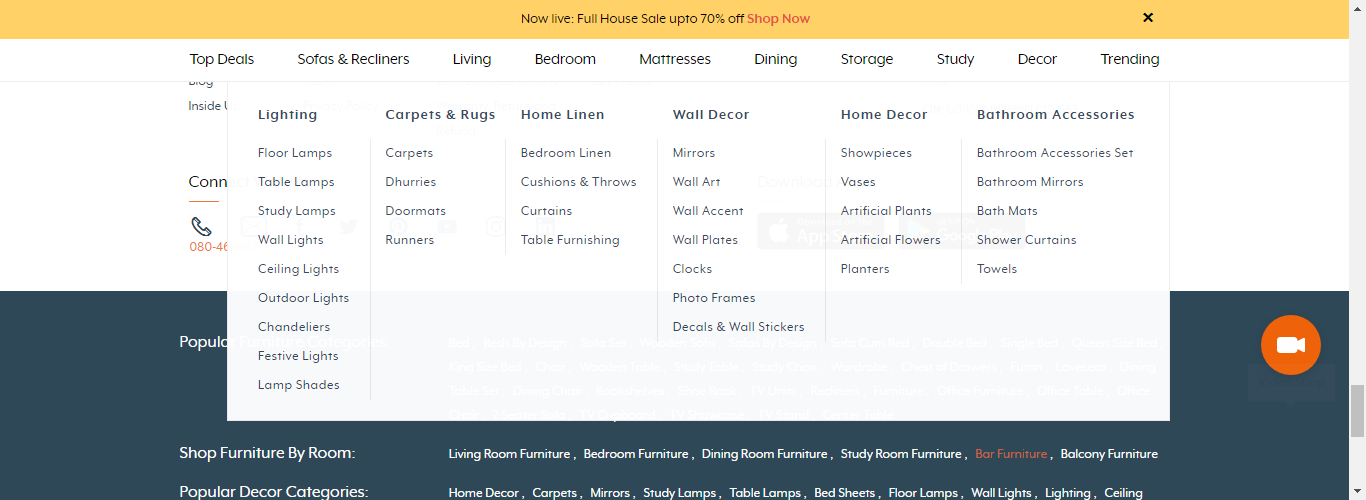 Now live: Full House Sale upto 70% off Shop Now
Top Deals Sofas & Recliners Living Bedroom Mattresses Dining Storage Study Decor Trending
Blog
Inside
Lighting
Floor Lamps
Table Lamps
Study Lamps
Wall Lights
Ceiling Lights
Outdoor Lights
Chandeliers
Festive Lights
Lamp Shades
Carpets & Rugs
Carpets
Dhurries
Doormats
Runners
Home Linen
Bedroom Linen
Cushions & Throws
Curtains
Table Furnishing
Wall Decor
Mirrors
Wall Art
Wall Accent
Wall Plates
Clocks
Photo Frames
Decals & Wall Stickers
Home Decor
Showpieces
Vases
Artificial Plants
Artificial Flowers
Planters
Bathroom Accessories
Bathroom Accessories Set
Bathroom Mirrors
Bath Mats
Shower Curtains
Towels
Conn
080-46
Popular Furniture Categories
Shop Furniture By Room:
Living Room Furniture , Bedroom Furniture , Dining Room Furniture , Study Room Furniture , Bar Furniture , Balcony Furniture
Popular Decor Categories:
Home Decor , Carpets , Mirrors , Study Lamps , Table Lamps , Bed Sheets , Floor Lamps , Wall Lights , Lighting , Ceiling